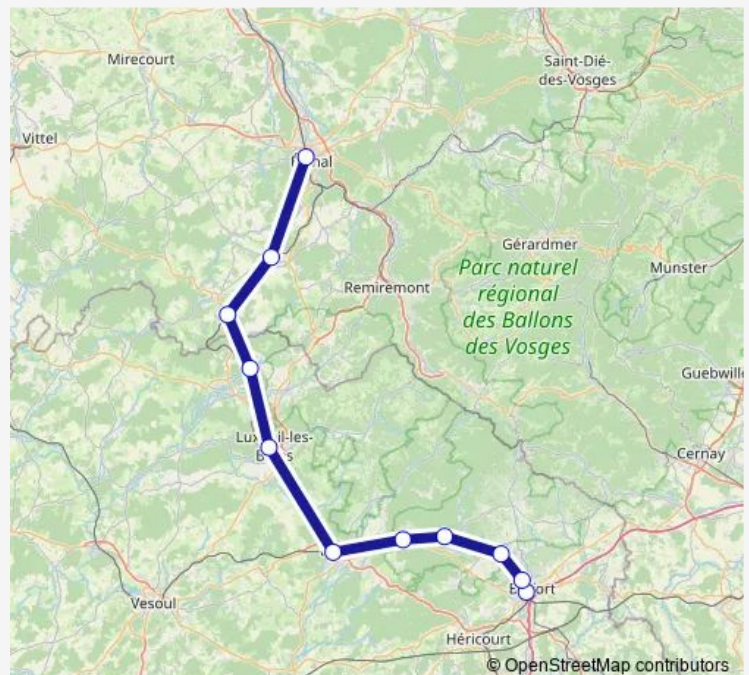 Mirecourt
Saint-Dié-
des-Vosges
Vittel
Gérardmer
Parc naturel
régional
des Ballons
des Vosges
Munster
Remiremont
Guebwille
Cernay
Vesoul
Héricourt
© OpenStreetMap contributors